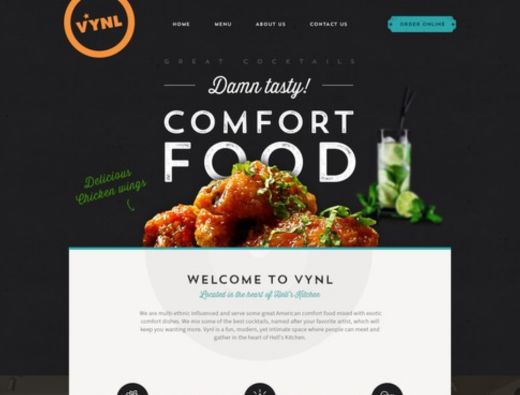 VYNL
HOME MENU ABOUT US CONTACT US ORDER ONLINE
GREAT COCKTAILS
Damn tasty!
COMFORT
FOOD
Delicious
Chicken wings
WELCOME TO VYNL
Located in the heart of Hell's Kitchen
We are multi-ethnic influenced and serve some great American comfort food mixed with exotic
comfort dishes. We mix some of the best cocktails, named after your favorite artist, which will
keep you wanting more. Vynl is a fun, modern, yet intimate space where people can meet and
gather in the heart of Hell's Kitchen.